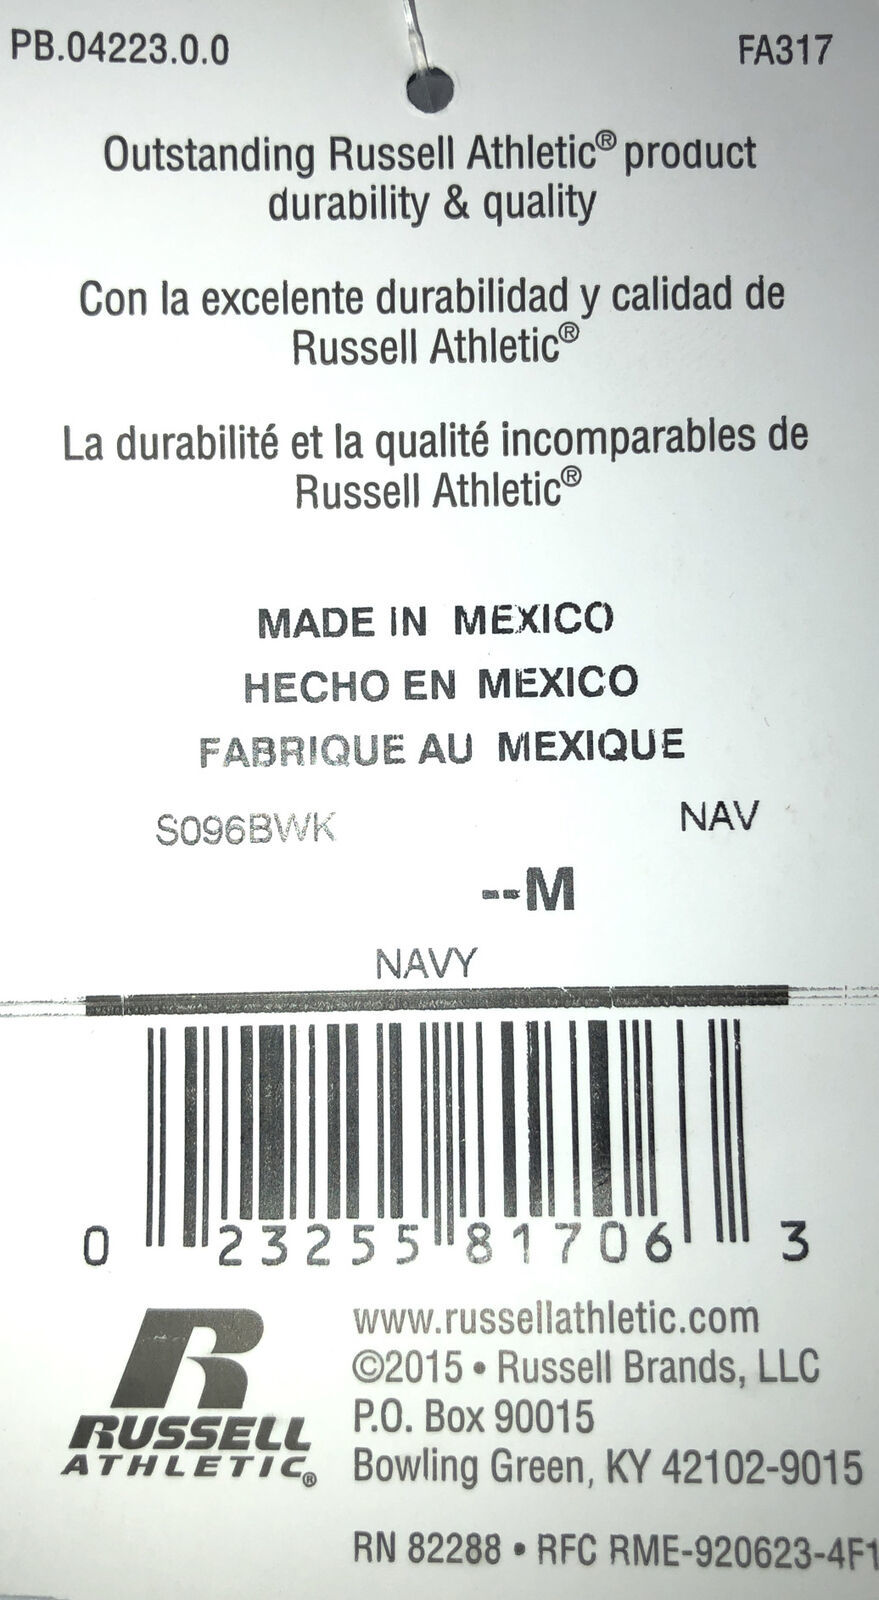 PB.04223.0.0 FA317
Outstanding Russell Athletic® product
durability & quality
Con la excelente durabilidad y calidad de
Russell Athletic®
La durabilité et la qualité incomparables de
Russell Athletic®
MADE IN MEXICO
HECHO EN MEXICO
FABRIQUE AU MEXIQUE
S096BWK NAV
--M
NAVY
0 23255 81706 3
R
RUSSELL
ATHLETIC®
www.russellathletic.com
©2015 • Russell Brands, LLC
P.O. Box 90015
Bowling Green, KY 42102-9015
RN 82288 • RFC RME-920623-4F1